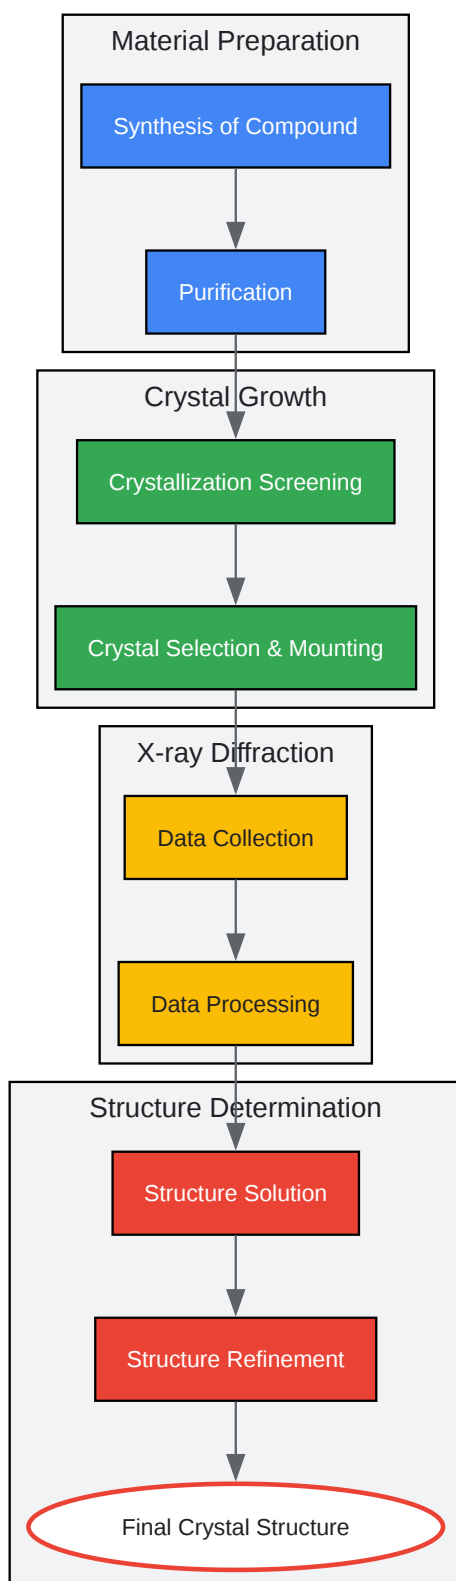 Material Preparation
Synthesis of Compound
Purification
Crystal Growth
Crystallization Screening
Crystal Selection & Mounting
X-ray Diffraction
Data Collection
Data Processing
Structure Determination
Structure Solution
Structure Refinement
Final Crystal Structure